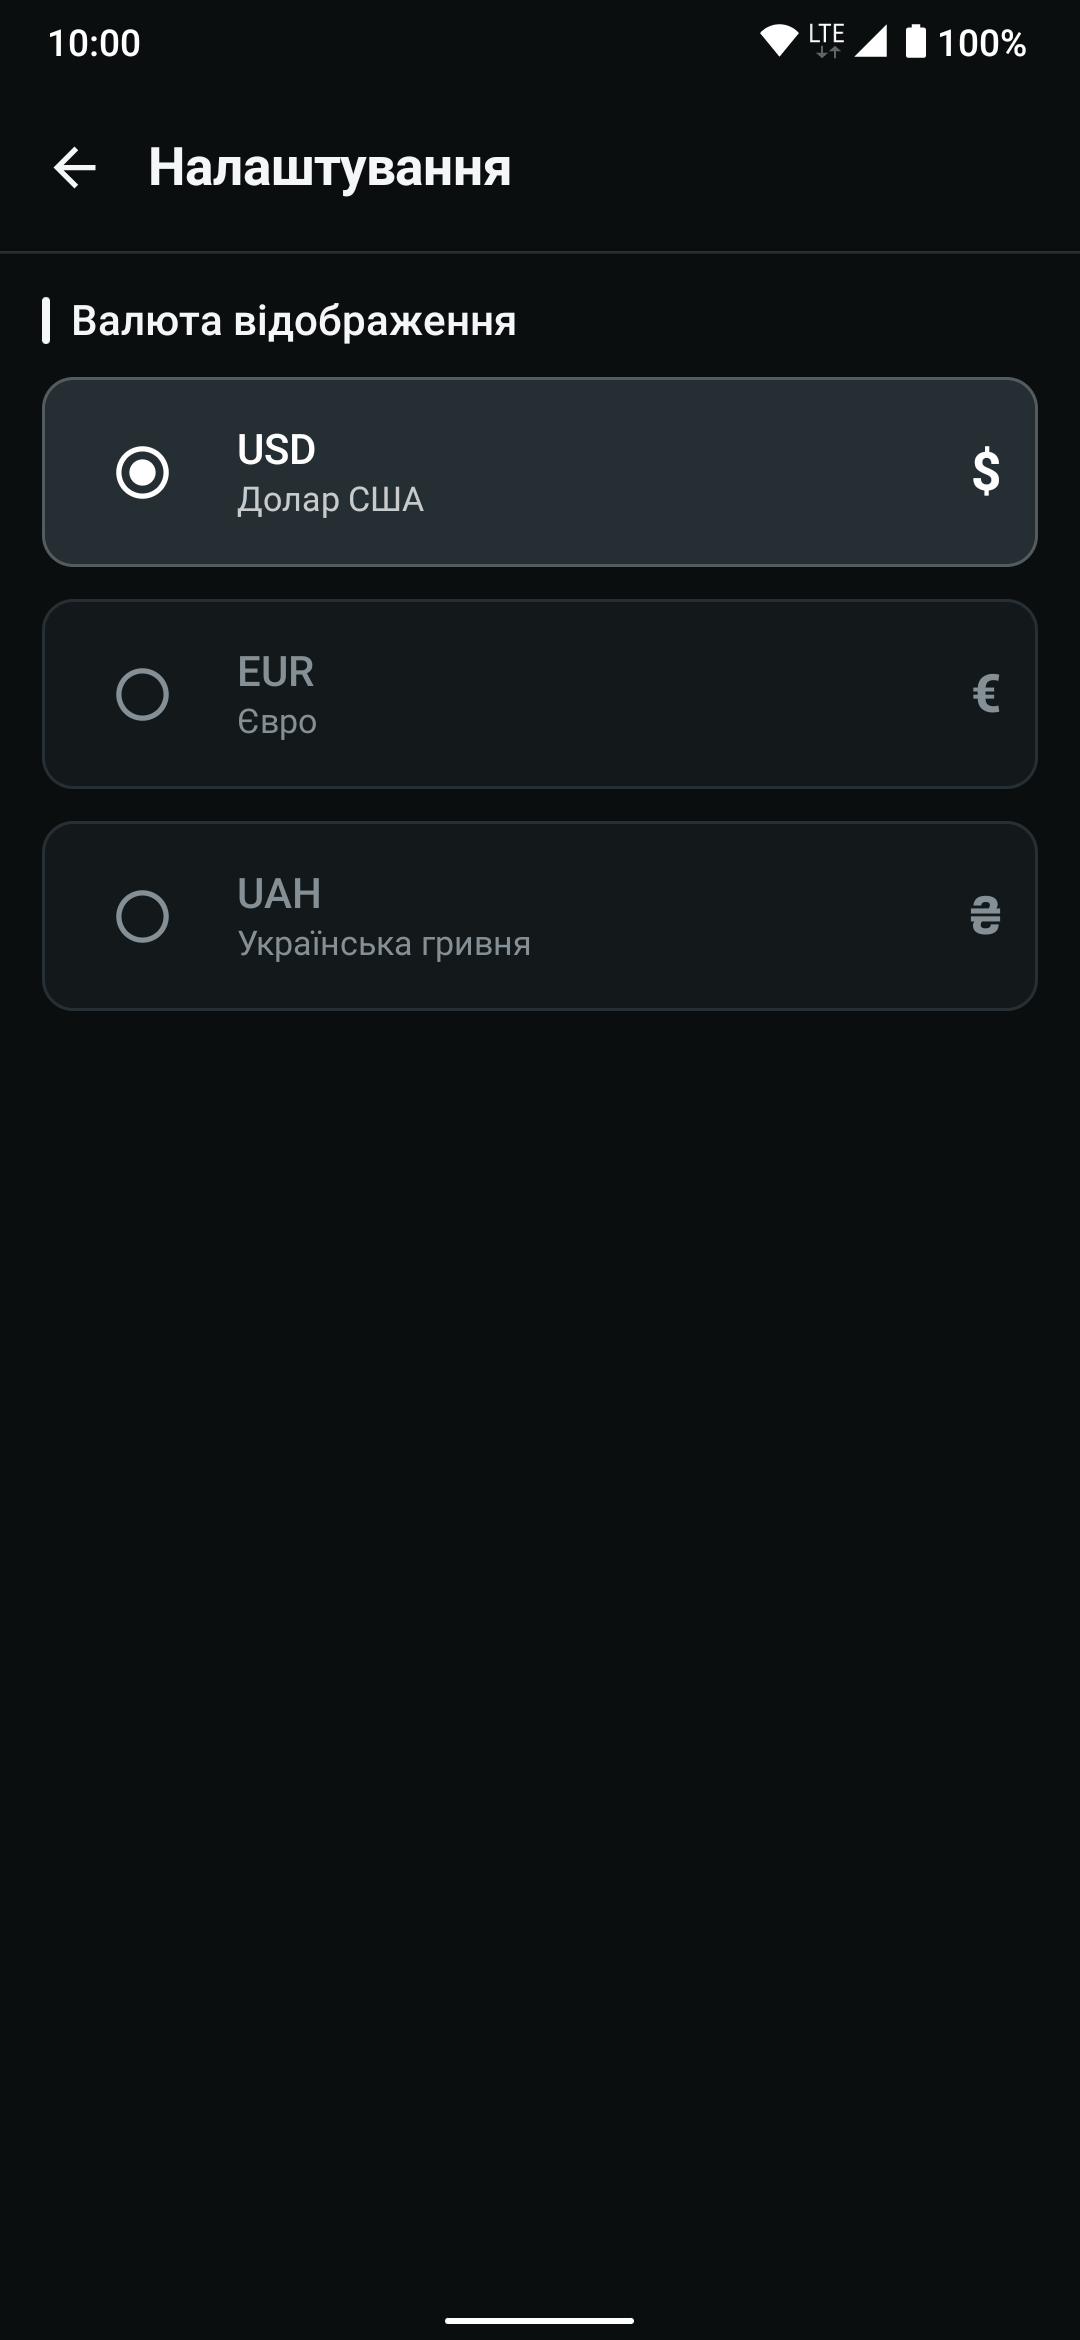 10:00
LTE
100%
Налаштування
Валюта відображення
USD
$
Долар США
EUR
€
Євро
UAH
₴
Українська гривня